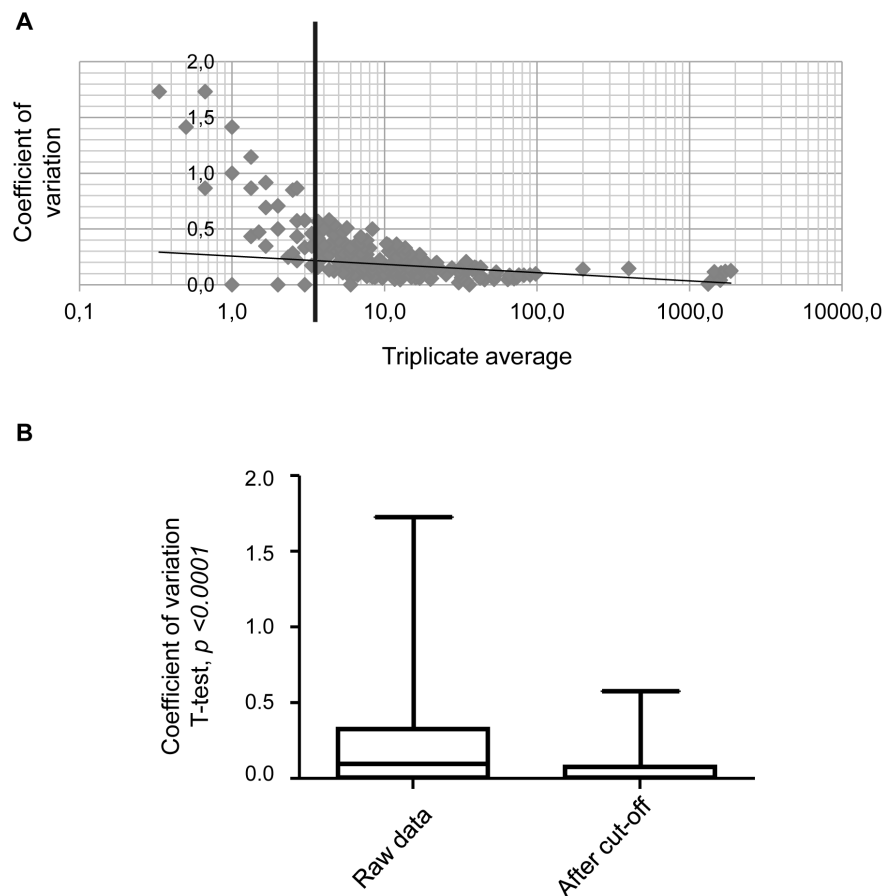 A
2,0
1,5
1,0
0,5
0,0
Coefficient of
variation
0,1
1,0
10,0
100,0
1000,0
10000,0
Triplicate average
B
2.0
1.5
1.0
0.5
0.0
Coefficient of variation
T-test, p <0.0001
Raw data
After cut-off